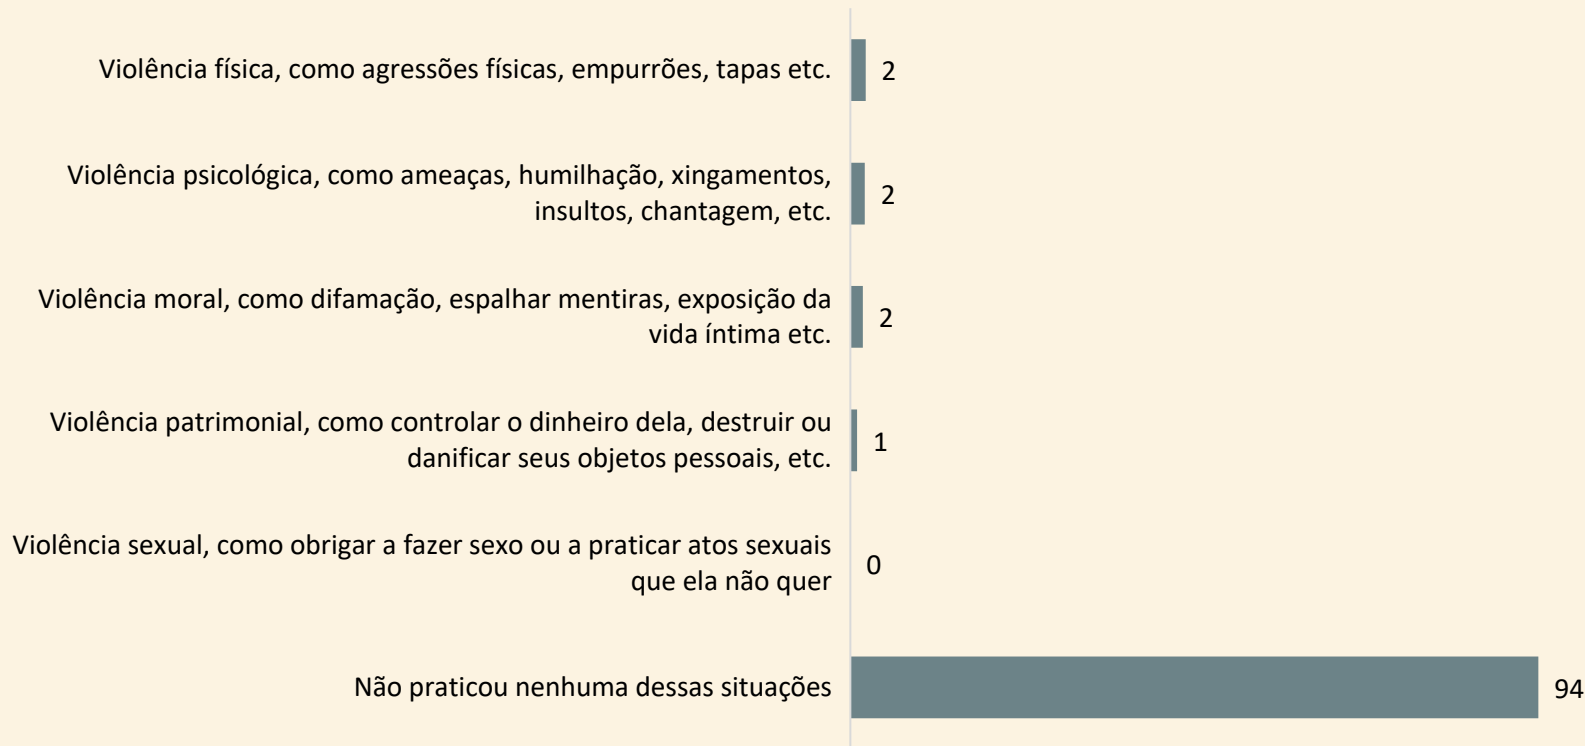 Violência física, como agressões físicas, empurrões, tapas etc.
2
Violência psicológica, como ameaças, humilhação, xingamentos,
insultos, chantagem, etc.
2
Violência moral, como difamação, espalhar mentiras, exposição da
vida íntima etc.
2
Violência patrimonial, como controlar o dinheiro dela, destruir ou
danificar seus objetos pessoais, etc.
1
Violência sexual, como obrigar a fazer sexo ou a praticar atos sexuais
que ela não quer
0
Não praticou nenhuma dessas situações
94